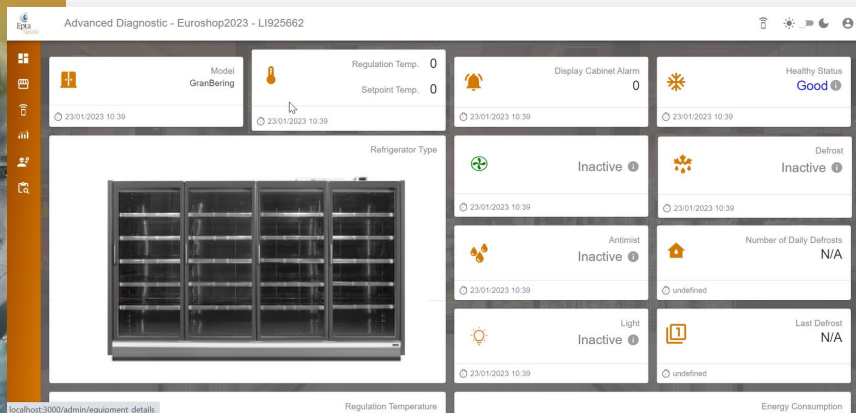 Epta
Advanced Diagnostic - Euroshop2023 - LI925662
Model
GranBering
23/01/2023 10:39
Regulation Temp. 0
Setpoint Temp. 0
23/01/2023 10:39
Display Cabinet Alarm
0
23/01/2023 10:39
Healthy Status
Good
23/01/2023 10:39
Refrigerator Type
Inactive
23/01/2023 10:39
Defrost
Inactive
23/01/2023 10:39
Antimist
Inactive
23/01/2023 10:39
Number of Daily Defrosts
N/A
undefined
Light
Inactive
23/01/2023 10:39
1
Last Defrost
N/A
undefined
Regulation Temperature
Energy Consumption
localhost:3000/admin/equipment_details